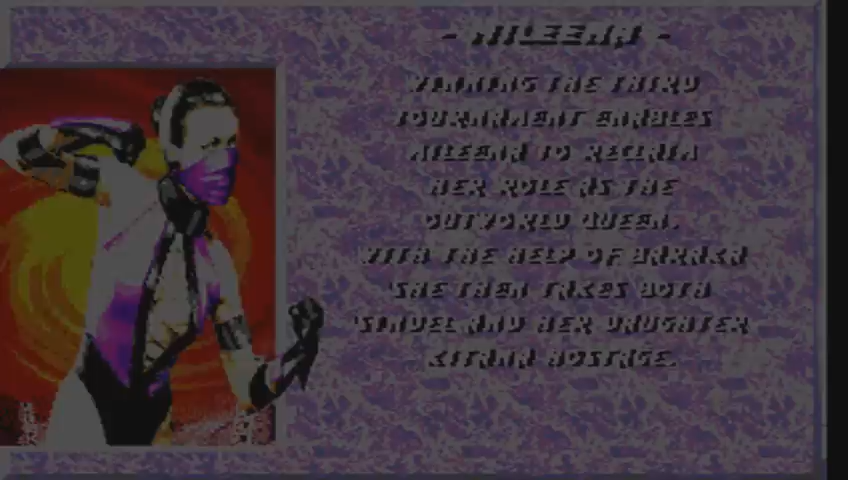 - MILEENA -
WINNING THE THIRD
TOURNAMENT ENABLES
MILEENA TO RECLAIM
HER ROLE AS THE
OUTWORLD QUEEN.
WITH THE HELP OF BARAKA
SHE THEN TAKES BOTH
SINDEL AND HER DAUGHTER
KITANA HOSTAGE.